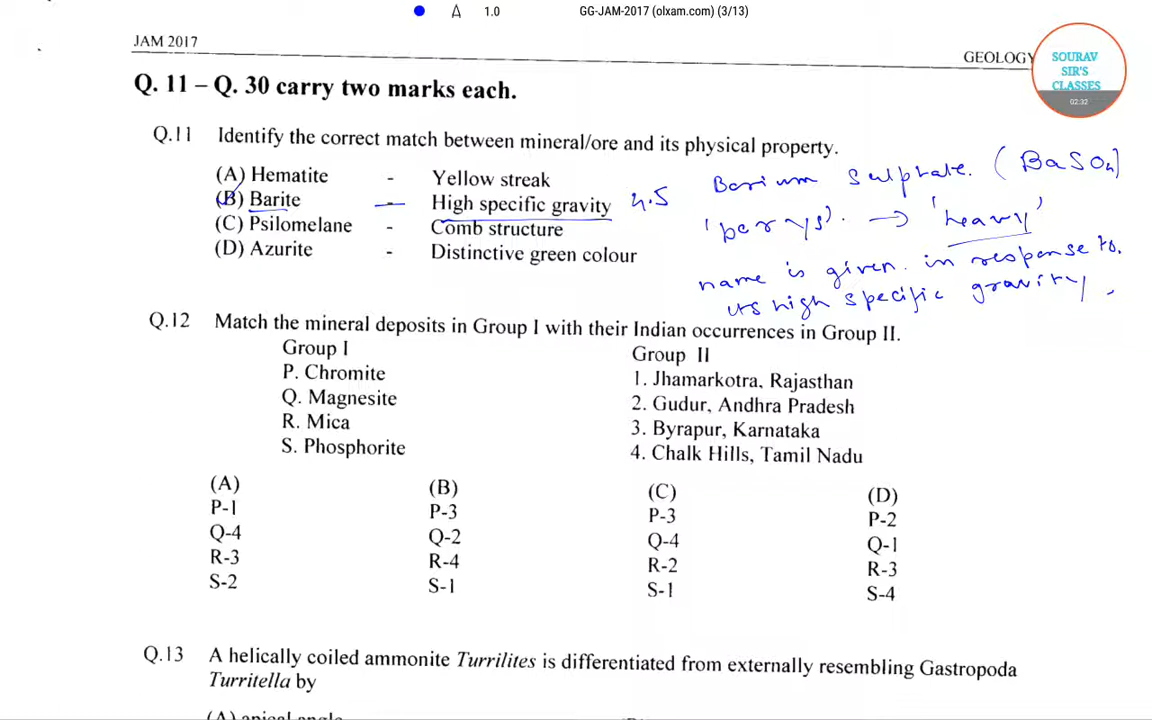 1.0 GG-JAM-2017 (olxam.com) (3/13)
JAM 2017
GEOLOGY
SOURAV
SIR'S
CLASSES
02:32
Q. 11 – Q. 30 carry two marks each.
Q.11 Identify the correct match between mineral/ore and its physical property.
(A) Hematite - Yellow streak
(B) Barite - High specific gravity 4.5
(C) Psilomelane - Comb structure
(D) Azurite - Distinctive green colour
Barium sulphate. (BaSO4)
'barys'. → 'heavy'
name is given. in response to.
its high specific gravity.
Q.12 Match the mineral deposits in Group I with their Indian occurrences in Group II.
Group I Group II
P. Chromite 1. Jhamarkotra, Rajasthan
Q. Magnesite 2. Gudur, Andhra Pradesh
R. Mica 3. Byrapur, Karnataka
S. Phosphorite 4. Chalk Hills, Tamil Nadu
(A) (B) (C) (D)
P-1 P-3 P-3 P-2
Q-4 Q-2 Q-4 Q-1
R-3 R-4 R-2 R-3
S-2 S-1 S-1 S-4
Q.13 A helically coiled ammonite Turrilites is differentiated from externally resembling Gastropoda
Turritella by
(A) apical angle